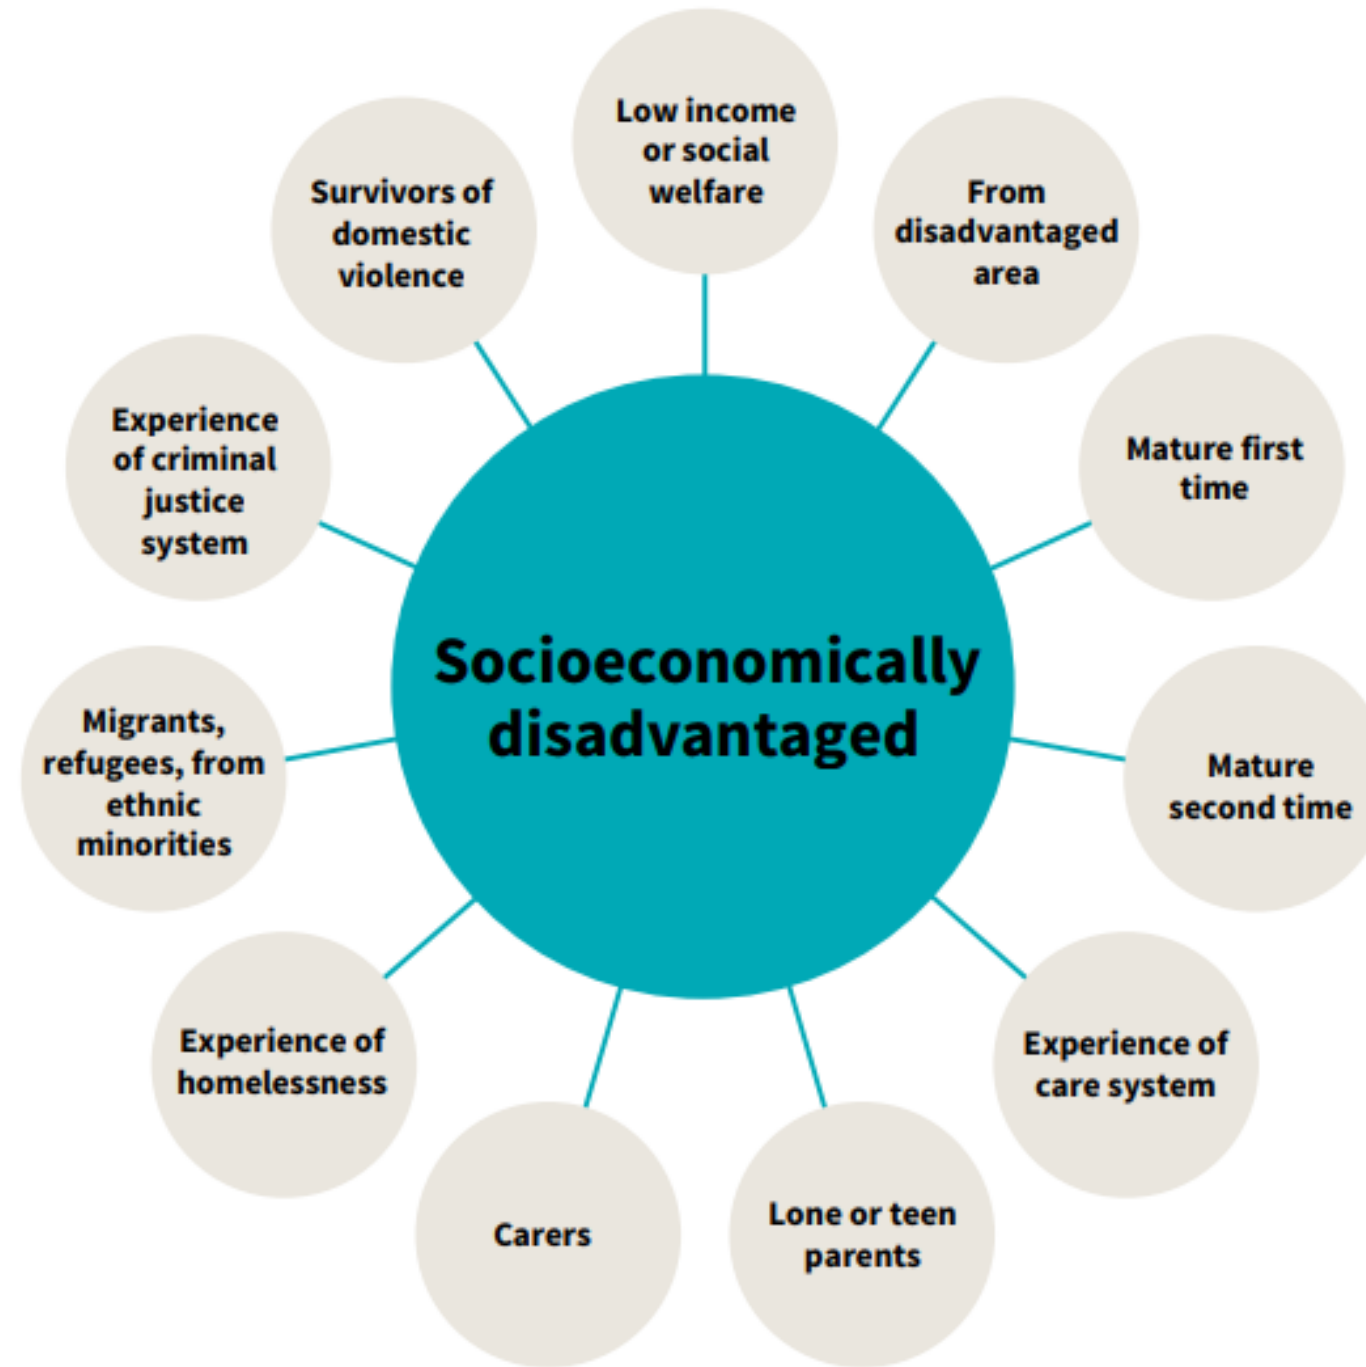 Low income
or social
welfare
From
disadvantaged
area
Mature first
time
Mature
second time
Experience of
care system
Lone or teen
parents
Carers
Experience of
homelessness
Migrants,
refugees, from
ethnic
minorities
Experience
of criminal
justice
system
Survivors of
domestic
violence
Socioeconomically
disadvantaged